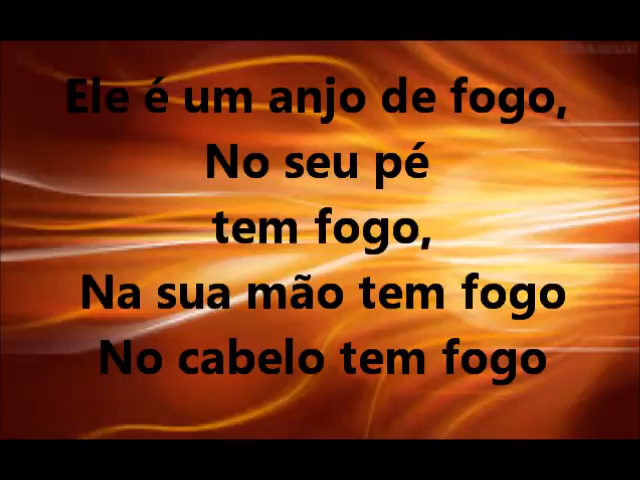 Ele é um anjo de fogo,
No seu pé
tem fogo,
Na sua mão tem fogo
No cabelo tem fogo